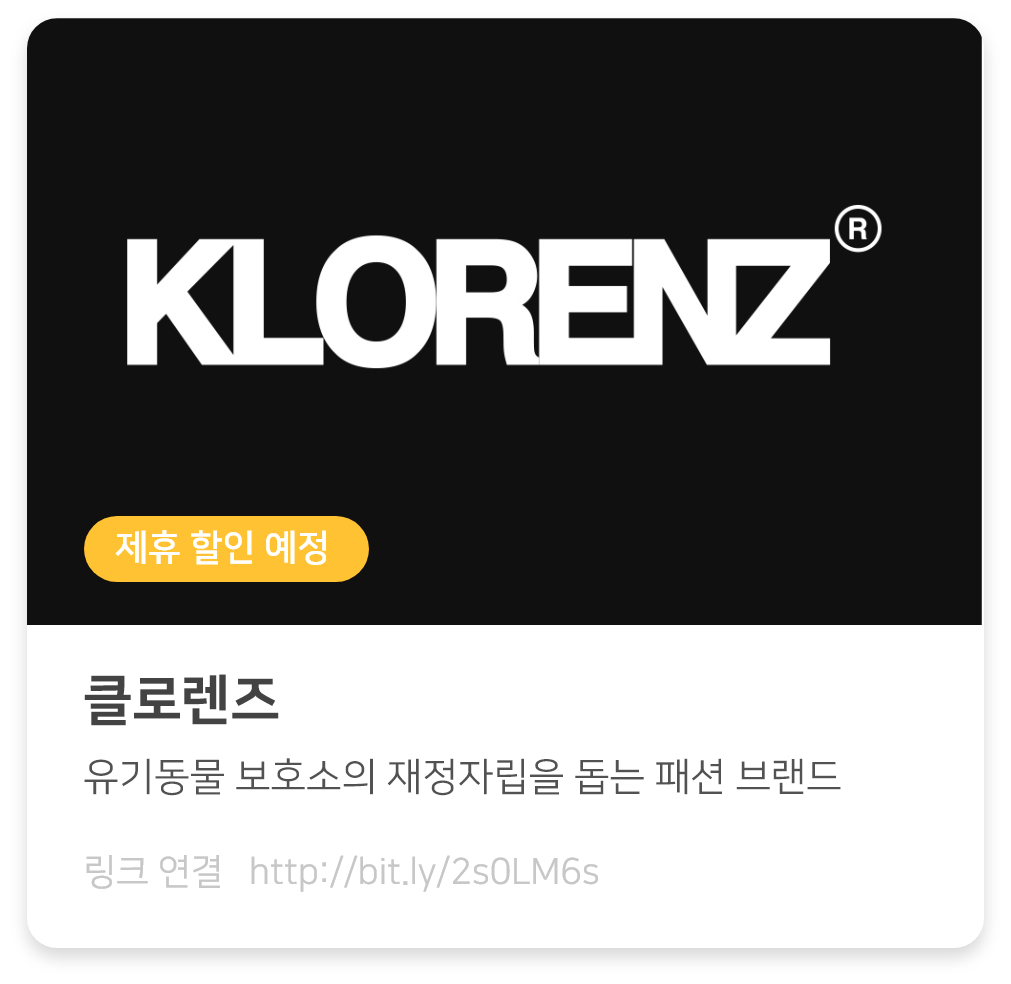 KLORENZ®
제휴 할인 예정
클로렌즈
유기동물 보호소의 재정자립을 돕는 패션 브랜드
링크 연결 http://bit.ly/2s0LM6s